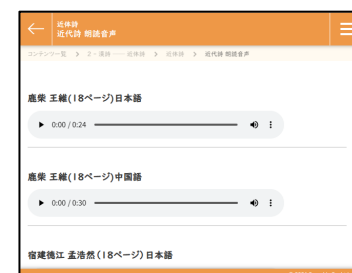 近体詩
近代詩 朗読音声
コンテンツ一覧 > 2・漢詩 …… 近体詩 > 近体詩 > 近代詩 朗読音声
鹿柴 王維(18ページ)日本語
0:00 / 0:24
鹿柴 王維(18ページ)中国語
0:00 / 0:30
宿建徳江 孟浩然(18ページ)日本語